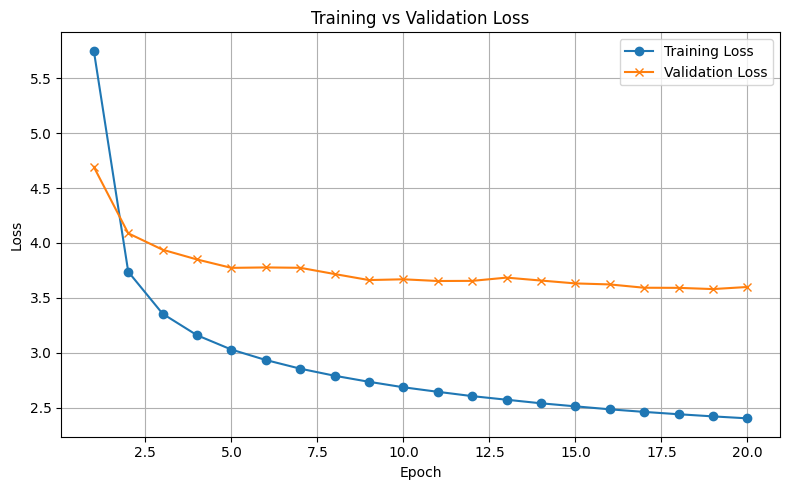 Training vs Validation Loss
Training Loss
Validation Loss
Loss
5.5
5.0
4.5
4.0
3.5
3.0
2.5
2.5 5.0 7.5 10.0 12.5 15.0 17.5 20.0
Epoch